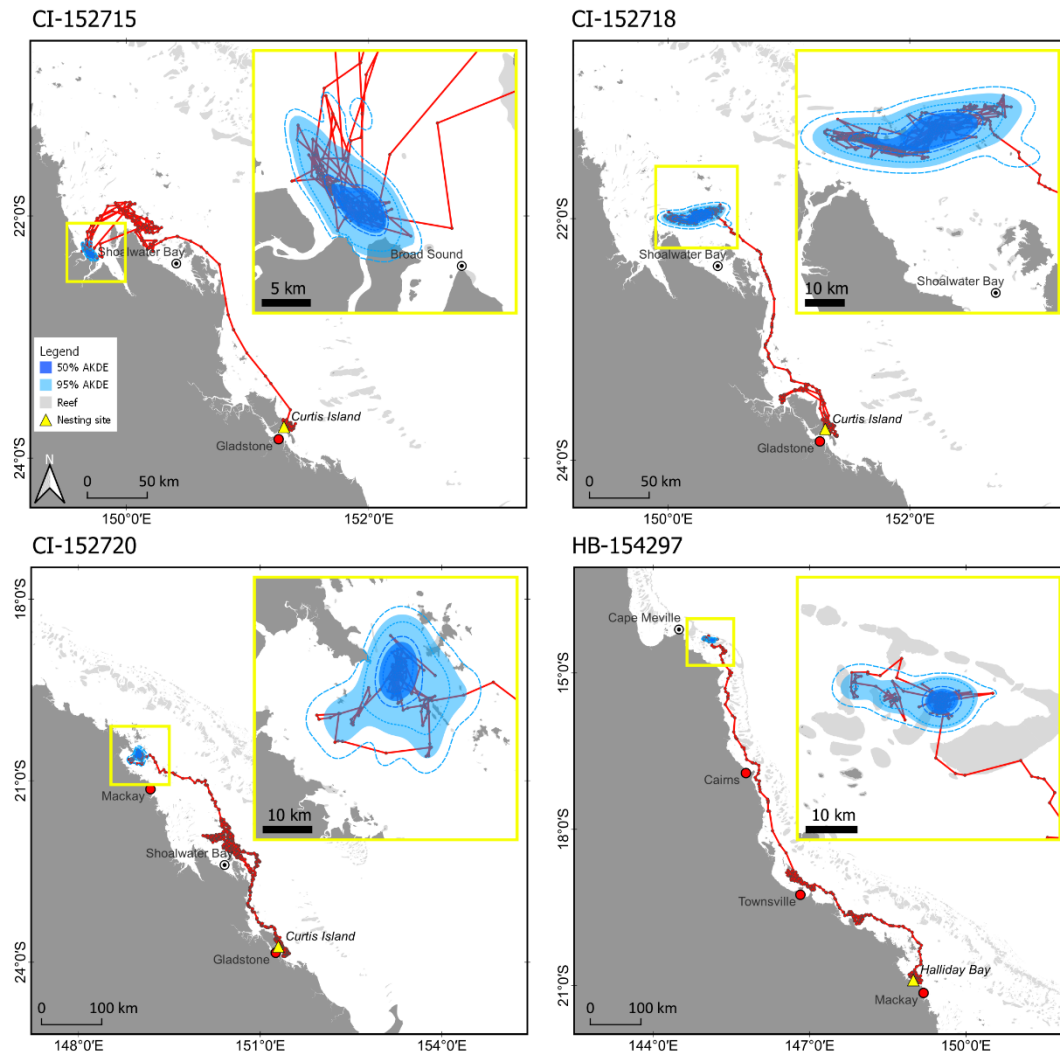 CI-152715
Broad Sound
5 km
22°0'S
Shoalwater Bay
Legend
50% AKDE
95% AKDE
Reef
Nesting site
Curtis Island
Gladstone
24°0'S
N
0 50 km
150°0'E 152°0'E
CI-152718
10 km
Shoalwater Bay
22°0'S
Shoalwater Bay
Curtis Island
Gladstone
24°0'S
0 50 km
150°0'E 152°0'E
CI-152720
18°0'S
10 km
21°0'S
Mackay
Shoalwater Bay
Curtis Island
Gladstone
24°0'S
0 100 km
148°0'E 151°0'E 154°0'E
HB-154297
Cape Meville
15°0'S
10 km
Cairns
18°0'S
Townsville
Halliday Bay
21°0'S
Mackay
0 100 km
144°0'E 147°0'E 150°0'E